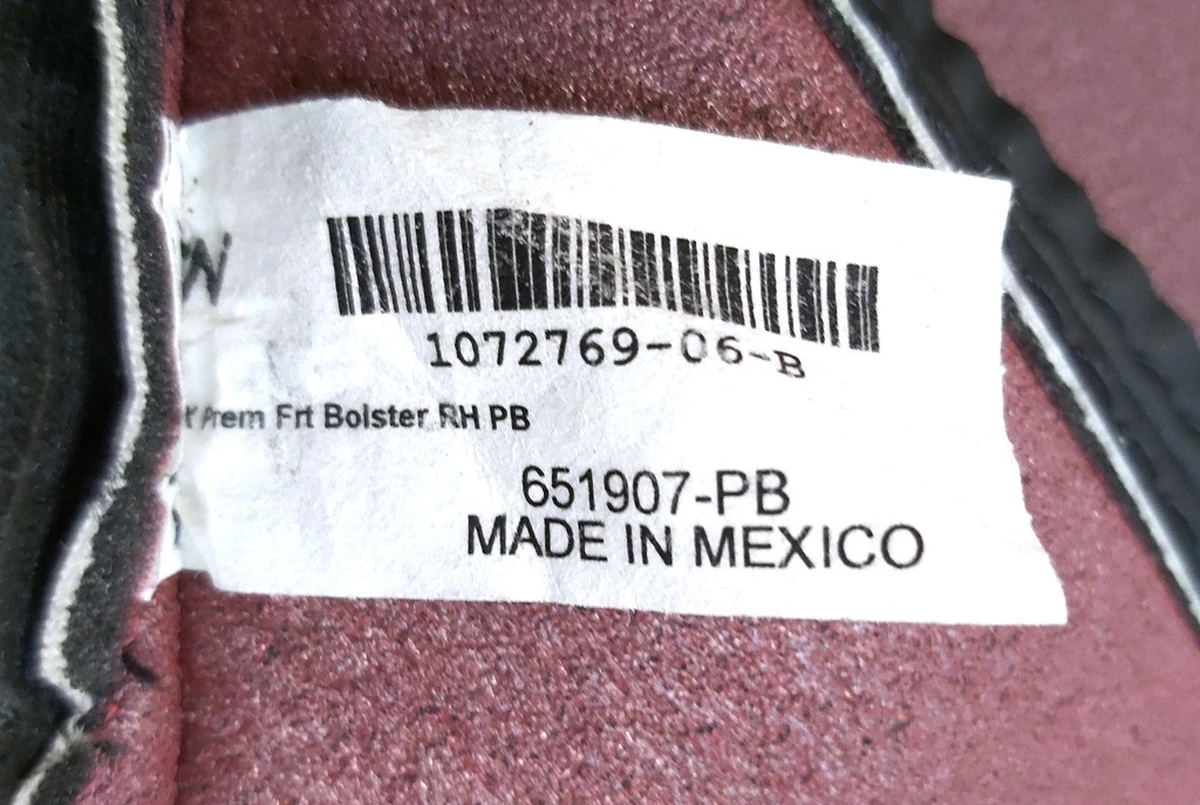 1072769-06-B
Prem Frt Bolster RH PB
651907-PB
MADE IN MEXICO